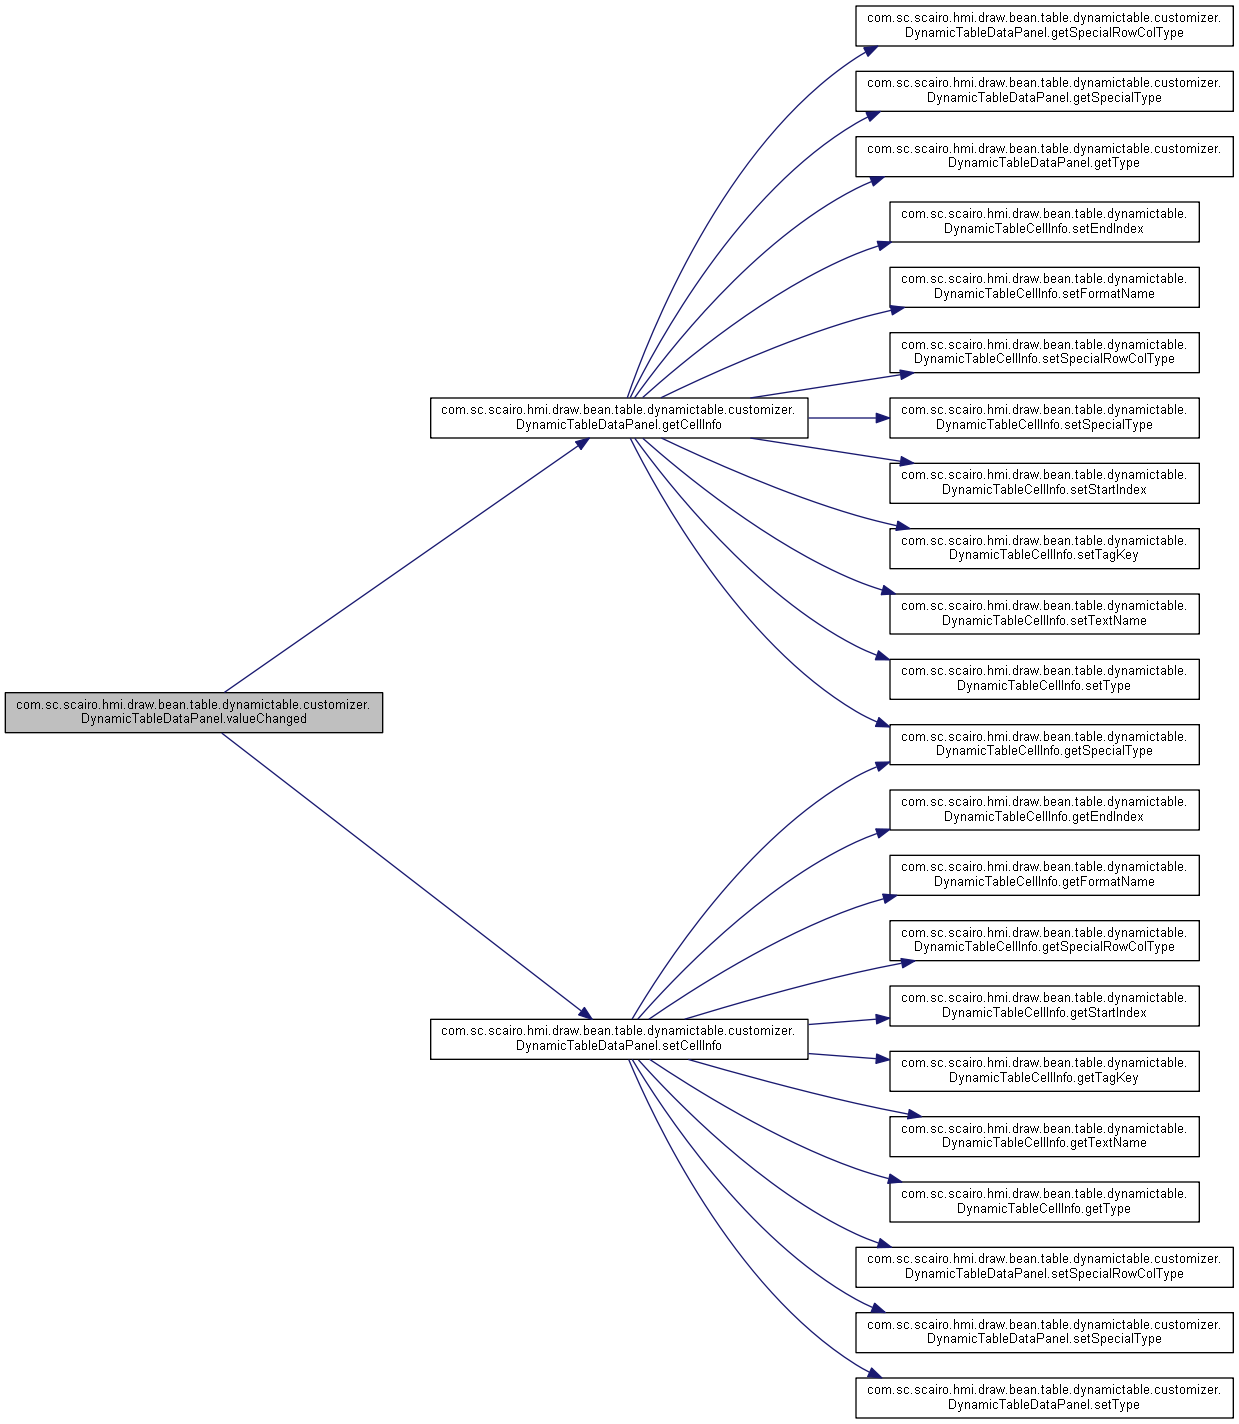 com.sc.scairo.hmi.draw.bean.table.dynamictable.customizer.
DynamicTableDataPanel.getSpecialRowColType
com.sc.scairo.hmi.draw.bean.table.dynamictable.customizer.
DynamicTableDataPanel.getSpecialType
com.sc.scairo.hmi.draw.bean.table.dynamictable.customizer.
DynamicTableDataPanel.getType
com.sc.scairo.hmi.draw.bean.table.dynamictable.
DynamicTableCellInfo.setEndIndex
com.sc.scairo.hmi.draw.bean.table.dynamictable.
DynamicTableCellInfo.setFormatName
com.sc.scairo.hmi.draw.bean.table.dynamictable.
DynamicTableCellInfo.setSpecialRowColType
com.sc.scairo.hmi.draw.bean.table.dynamictable.customizer.
DynamicTableDataPanel.getCellInfo
com.sc.scairo.hmi.draw.bean.table.dynamictable.
DynamicTableCellInfo.setSpecialType
com.sc.scairo.hmi.draw.bean.table.dynamictable.
DynamicTableCellInfo.setStartIndex
com.sc.scairo.hmi.draw.bean.table.dynamictable.
DynamicTableCellInfo.setTagKey
com.sc.scairo.hmi.draw.bean.table.dynamictable.
DynamicTableCellInfo.setTextName
com.sc.scairo.hmi.draw.bean.table.dynamictable.
DynamicTableCellInfo.setType
com.sc.scairo.hmi.draw.bean.table.dynamictable.customizer.
DynamicTableDataPanel.valueChanged
com.sc.scairo.hmi.draw.bean.table.dynamictable.
DynamicTableCellInfo.getSpecialType
com.sc.scairo.hmi.draw.bean.table.dynamictable.
DynamicTableCellInfo.getEndIndex
com.sc.scairo.hmi.draw.bean.table.dynamictable.
DynamicTableCellInfo.getFormatName
com.sc.scairo.hmi.draw.bean.table.dynamictable.
DynamicTableCellInfo.getSpecialRowColType
com.sc.scairo.hmi.draw.bean.table.dynamictable.
DynamicTableCellInfo.getStartIndex
com.sc.scairo.hmi.draw.bean.table.dynamictable.customizer.
DynamicTableDataPanel.setCellInfo
com.sc.scairo.hmi.draw.bean.table.dynamictable.
DynamicTableCellInfo.getTagKey
com.sc.scairo.hmi.draw.bean.table.dynamictable.
DynamicTableCellInfo.getTextName
com.sc.scairo.hmi.draw.bean.table.dynamictable.
DynamicTableCellInfo.getType
com.sc.scairo.hmi.draw.bean.table.dynamictable.customizer.
DynamicTableDataPanel.setSpecialRowColType
com.sc.scairo.hmi.draw.bean.table.dynamictable.customizer.
DynamicTableDataPanel.setSpecialType
com.sc.scairo.hmi.draw.bean.table.dynamictable.customizer.
DynamicTableDataPanel.setType